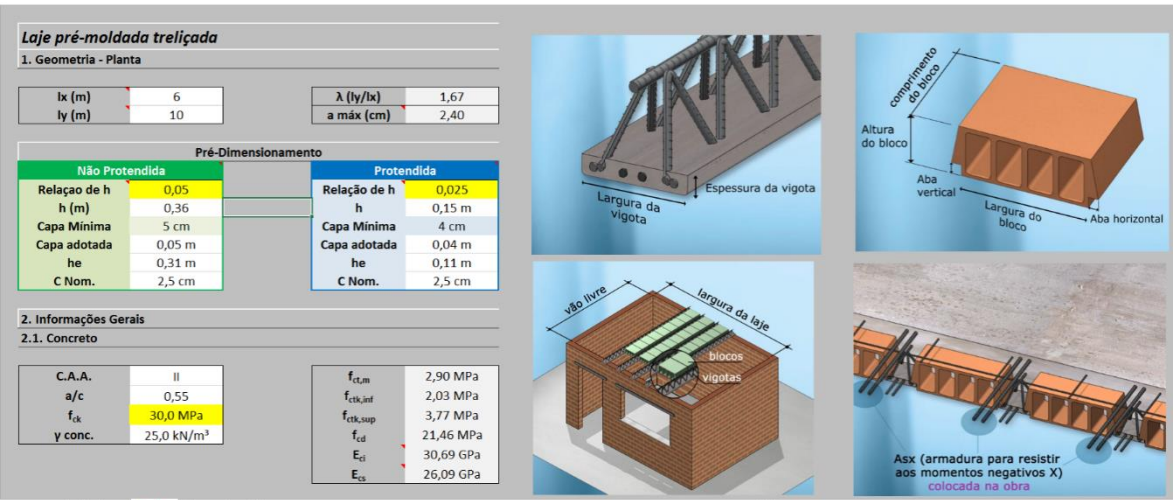 Laje pré-moldada treliçada
1. Geometria - Planta
lx (m) 6 λ (ly/lx) 1,67
ly (m) 10 a máx (cm) 2,40
Pré-Dimensionamento
Não Protendida Protendida
Relaçao de h 0,05 Relação de h 0,025
h (m) 0,36 h 0,15 m
Capa Mínima 5 cm Capa Mínima 4 cm
Capa adotada 0,05 m Capa adotada 0,04 m
he 0,31 m he 0,11 m
C Nom. 2,5 cm C Nom. 2,5 cm
2. Informações Gerais
2.1. Concreto
C.A.A. II fct,m 2,90 MPa
a/c 0,55 fctk,inf 2,03 MPa
fck 30,0 MPa fctk,sup 3,77 MPa
γ conc. 25,0 kN/m³ fcd 21,46 MPa
Eci 30,69 GPa
Ecs 26,09 GPa
Espessura da vigota
Largura da
vigota
comprimento
do bloco
Altura
do bloco
Aba
vertical
Largura do
bloco
Aba horizontal
vão livre
largura da laje
blocos
vigotas
Asx (armadura para resistir
aos momentos negativos X)
colocada na obra